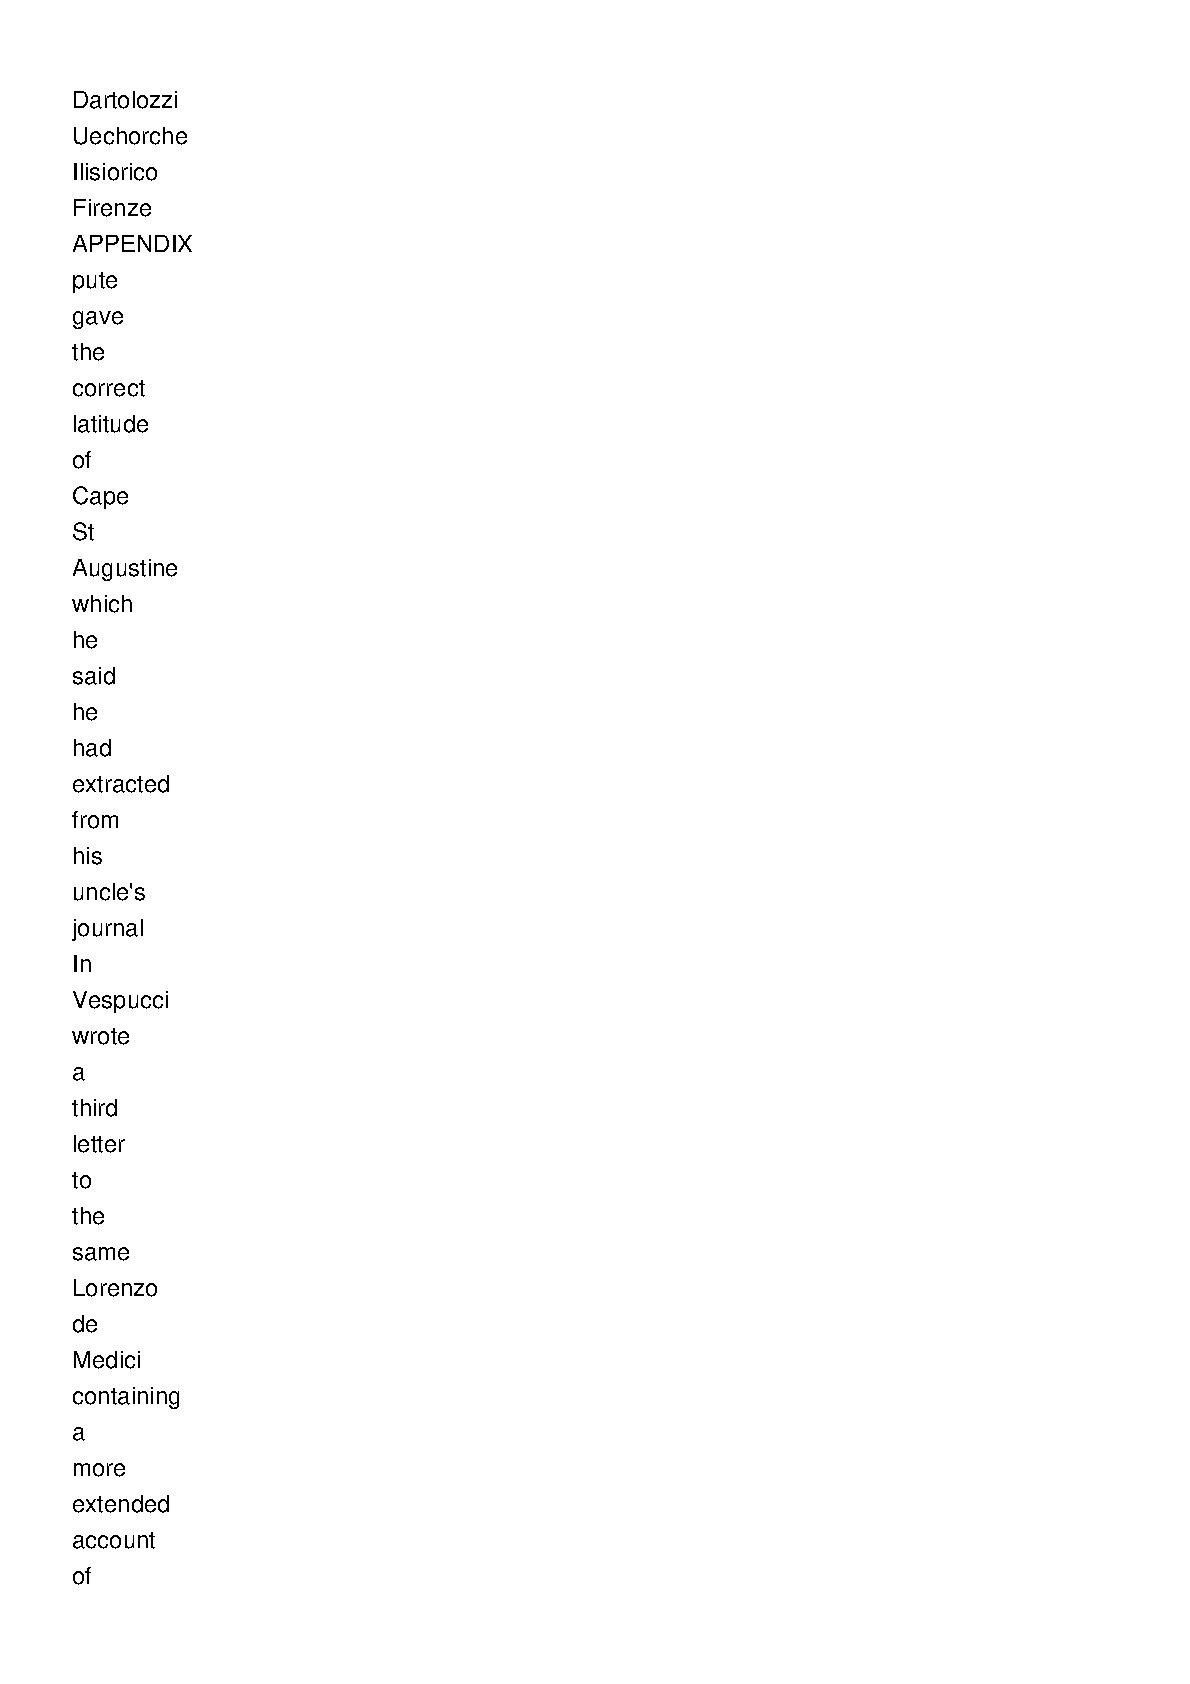 Dartolozzi
Uechorche
Ilisiorico
Firenze
APPENDIX
pute
gave
the
correct
latitude
of
Cape
St
Augustine
which
he
said
he
had
extracted
from
his
uncle's
journal
In
Vespucci
wrote
a
third
letter
to
the
same
Lorenzo
de
Medici
containing
a
more
extended
account
of